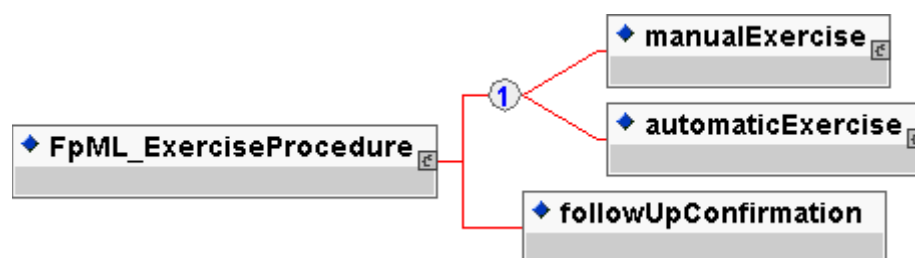 manualExercise
1
automaticExercise
FpML_ExerciseProcedure
followUpConfirmation